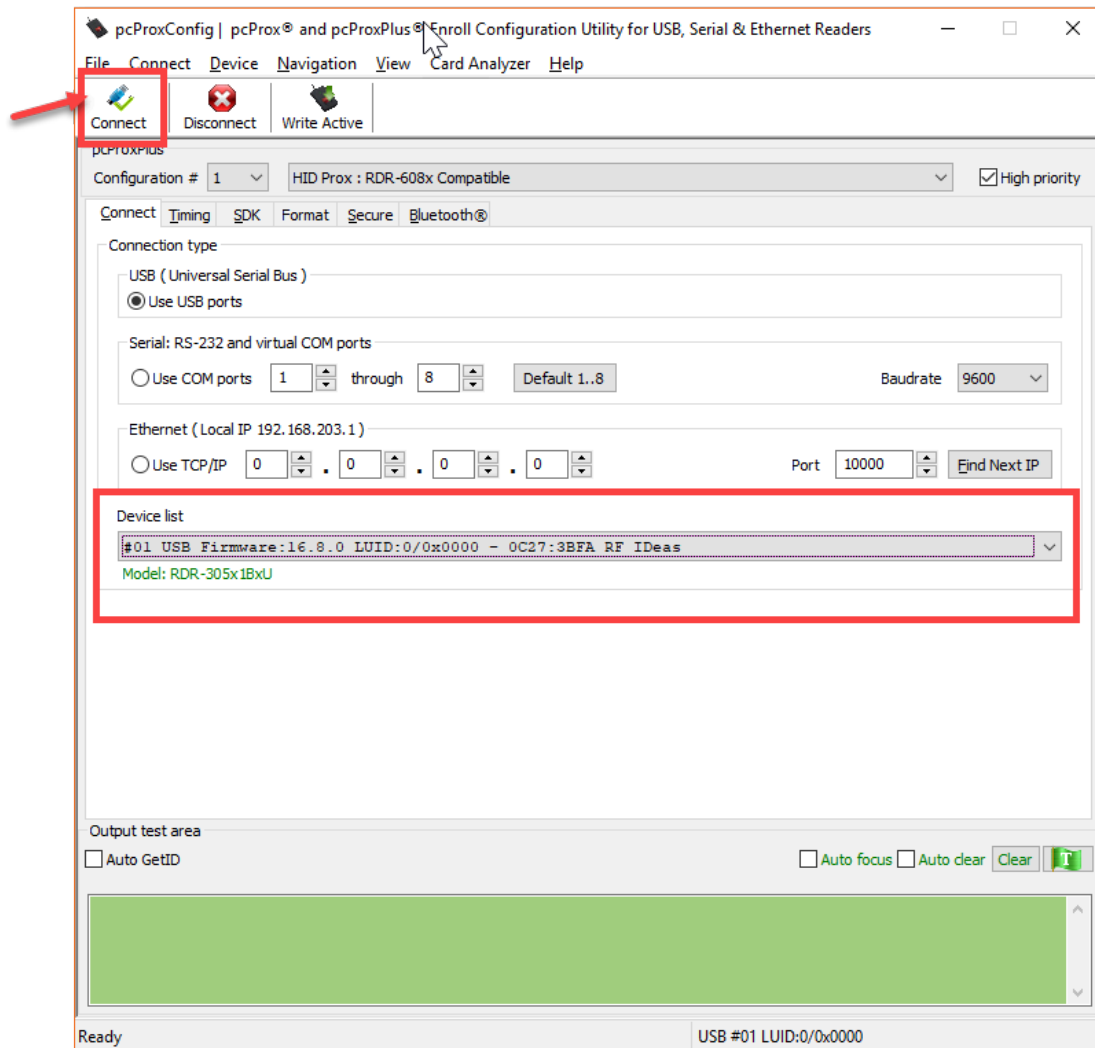 pcProxConfig | pcProx® and pcProxPlus® Enroll Configuration Utility for USB, Serial & Ethernet Readers
File Connect Device Navigation View Card Analyzer Help
Connect Disconnect Write Active
pcProxPlus
Configuration # 1 HID Prox : RDR-608x Compatible High priority
Connect Timing SDK Format Secure Bluetooth®
Connection type
USB ( Universal Serial Bus )
Use USB ports
Serial: RS-232 and virtual COM ports
Use COM ports 1 through 8 Default 1..8 Baudrate 9600
Ethernet ( Local IP 192.168.203.1 )
Use TCP/IP 0 . 0 . 0 . 0 Port 10000 Find Next IP
Device list
#01 USB Firmware:16.8.0 LUID:0/0x0000 - 0C27:3BFA RF IDeas
Model: RDR-305x1BxU
Output test area
Auto GetID Auto focus Auto clear Clear T
Ready USB #01 LUID:0/0x0000